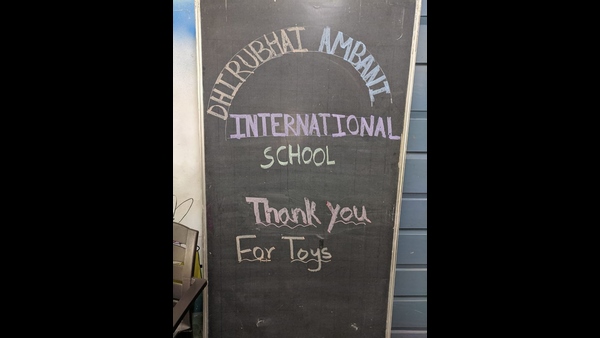 DHIRUBHAI AMBANI
INTERNATIONAL
SCHOOL
Thank you
For Toys